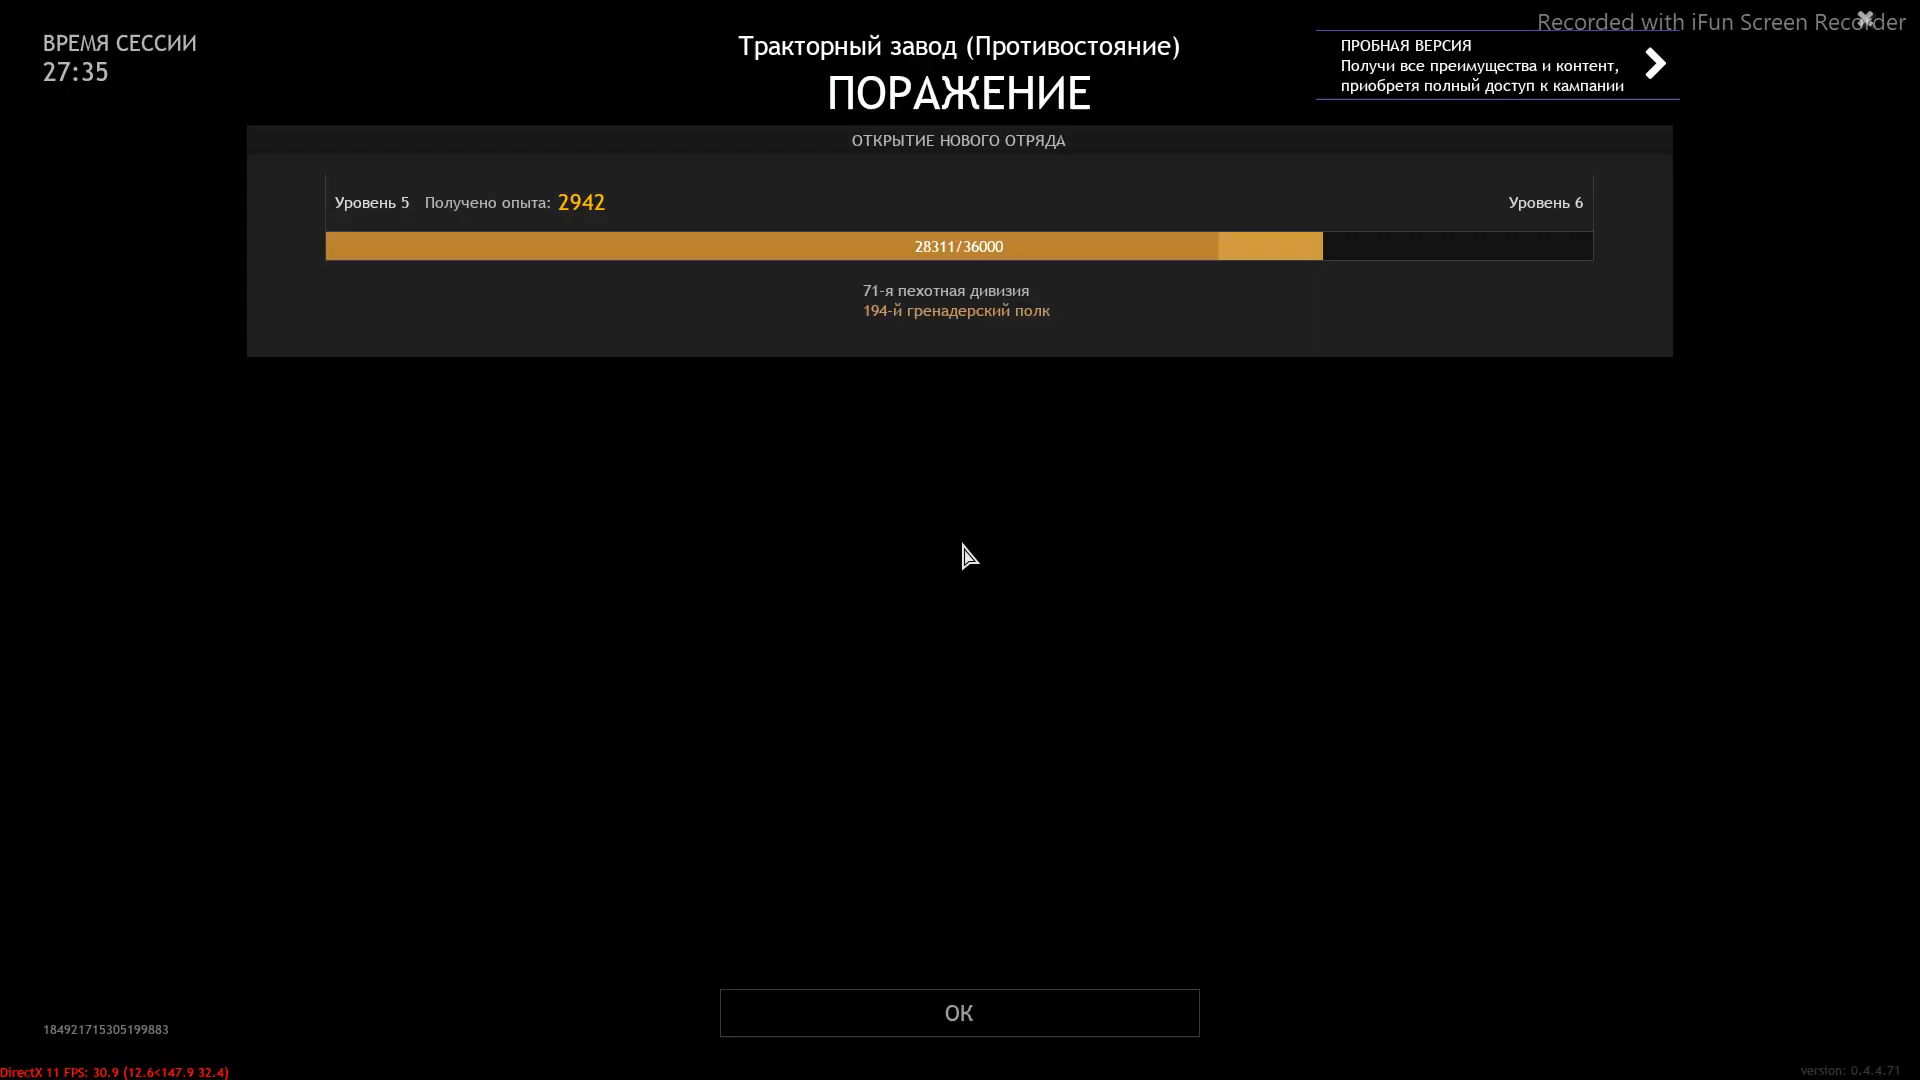 ВРЕМЯ СЕССИИ
27:35
Тракторный завод (Противостояние)
ПОРАЖЕНИЕ
Recorded with iFun Screen Recorder
ПРОБНАЯ ВЕРСИЯ
Получи все преимущества и контент,
приобретя полный доступ к кампании
ОТКРЫТИЕ НОВОГО ОТРЯДА
Уровень 5 Получено опыта: 2942
Уровень 6
28311/36000
71-я пехотная дивизия
194-й гренадерский полк
ОК
184921715305199883
DirectX 11 FPS: 30.9 (12.6<147.9 32.4)
version: 0.4.4.71